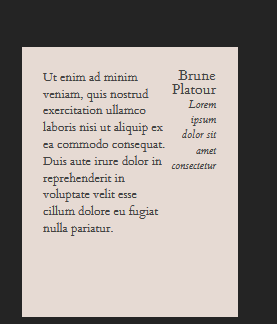 Ut enim ad minim
veniam, quis nostrud
exercitation ullamco
laboris nisi ut aliquip ex
ea commodo consequat.
Duis aute irure dolor in
reprehenderit in
voluptate velit esse
cillum dolore eu fugiat
nulla pariatur.
Brune
Platour
Lorem
ipsum
dolor sit
amet
consectetur